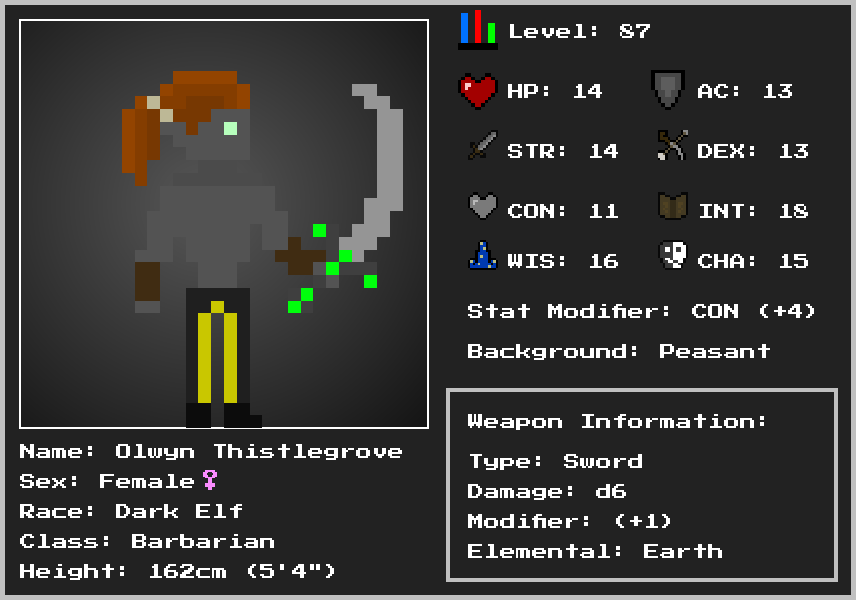 Level: 87
HP: 14
AC: 13
STR: 14
DEX: 13
CON: 11
INT: 18
WIS: 16
CHA: 15
Stat Modifier: CON (+4)
Background: Peasant
Weapon Information:
Type: Sword
Damage: d6
Modifier: (+1)
Elemental: Earth
Name: Olwyn Thistlegrove
Sex: Female♀
Race: Dark Elf
Class: Barbarian
Height: 162cm (5'4")